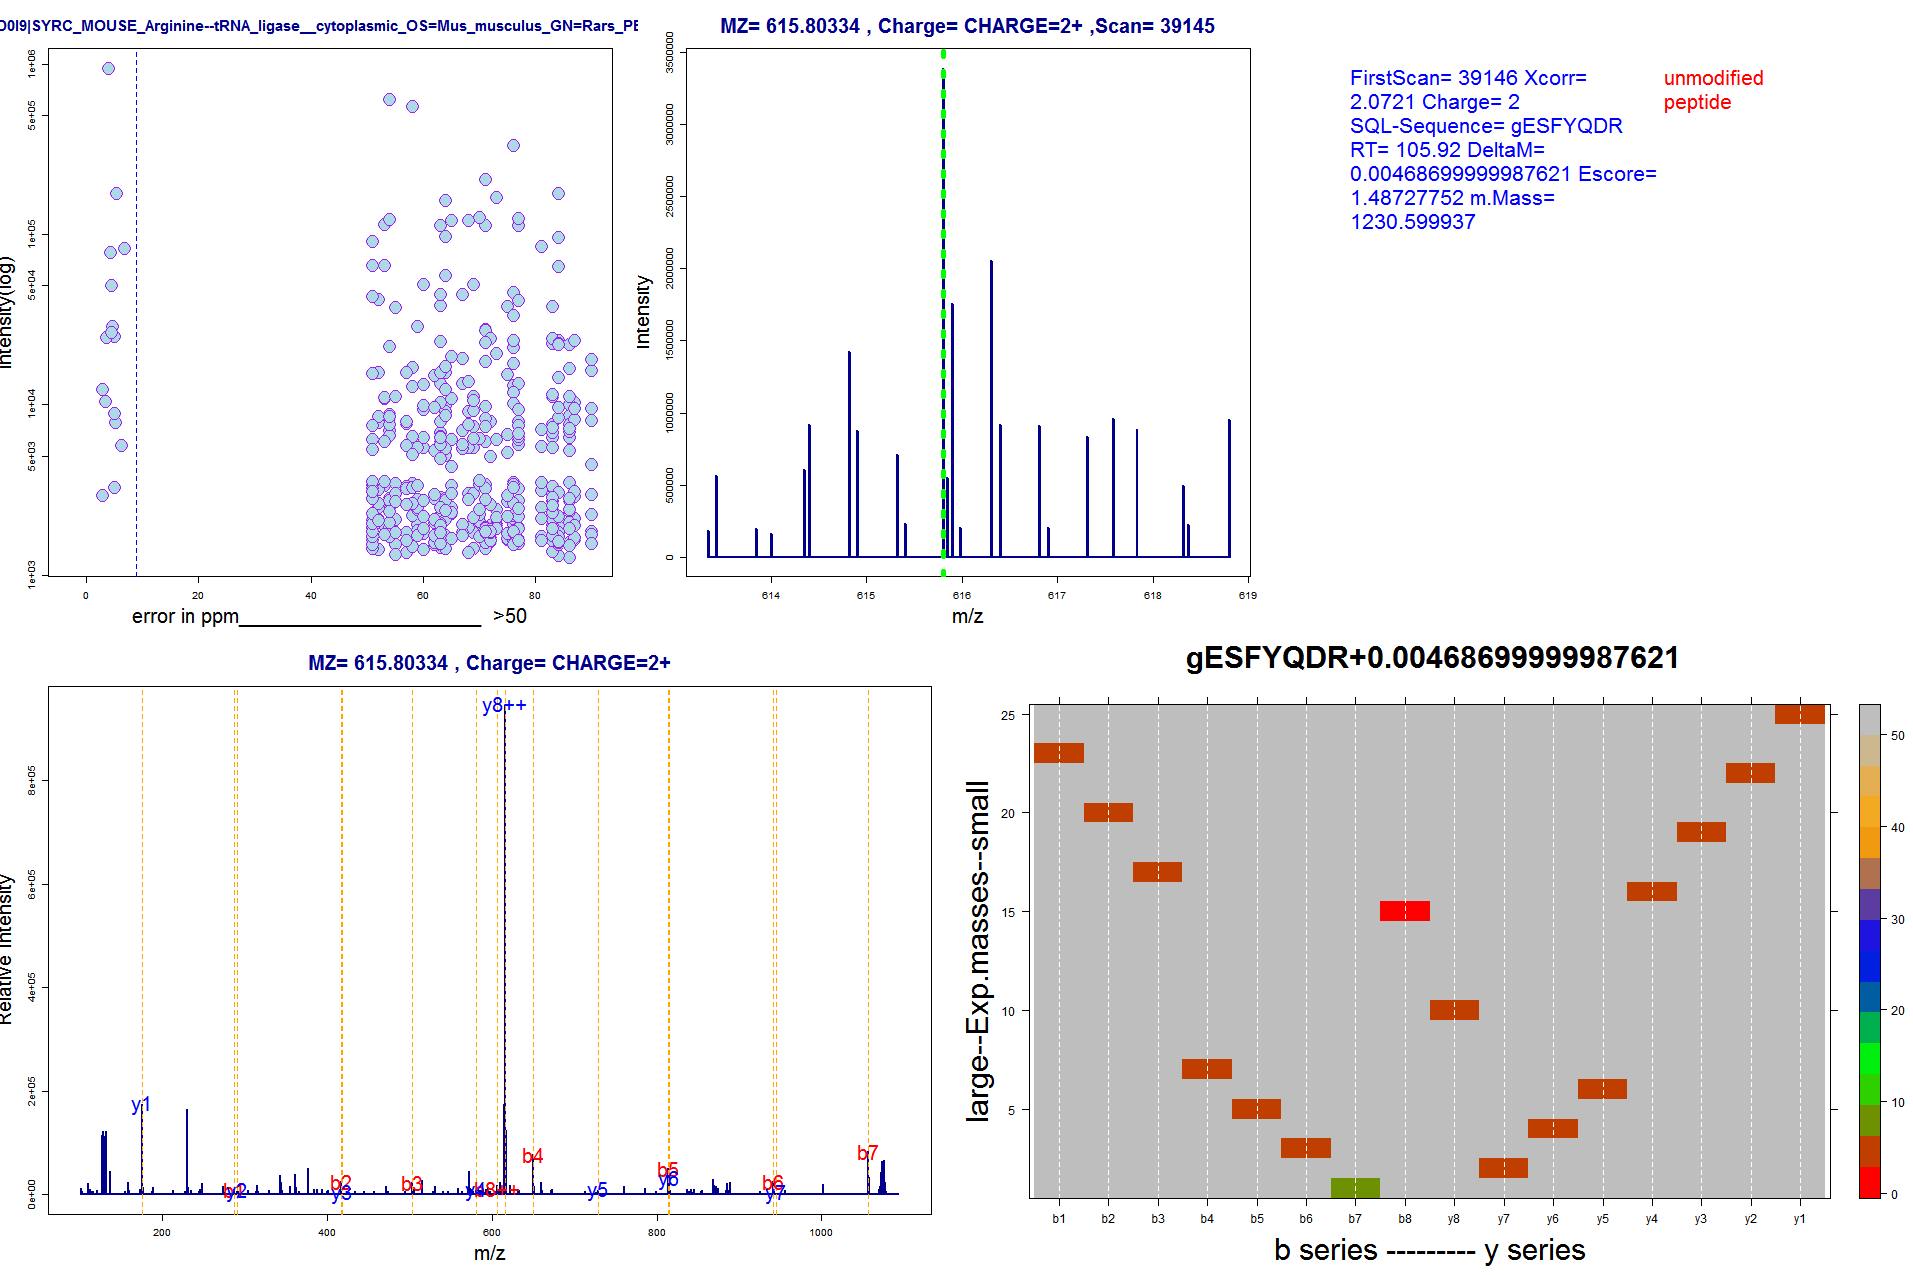 D0I9|SYRC_MOUSE_Arginine--tRNA_ligase__cytoplasmic_OS=Mus_musculus_GN=Rars_PE
Intensity(log)
1e+06
5e+05
1e+05
5e+04
1e+04
5e+03
1e+03
0 20 40 60 80
error in ppm______________________ >50
MZ= 615.80334 , Charge= CHARGE=2+ ,Scan= 39145
Intensity
3500000
3000000
2500000
2000000
1500000
1000000
500000
0
614 615 616 617 618 619
m/z
FirstScan= 39146 Xcorr=
2.0721 Charge= 2
SQL-Sequence= gESFYQDR
RT= 105.92 DeltaM=
0.00468699999987621 Escore=
1.48727752 m.Mass=
1230.599937
unmodified
peptide
MZ= 615.80334 , Charge= CHARGE=2+
Relative Intensity
8e+05
6e+05
4e+05
2e+05
0e+00
y8++
y1
b4
b7
b5
y6
b2
y3
b3
b6
y7
y2
y5
200 400 600 800 1000
m/z
gESFYQDR+0.00468699999987621
large--Exp.masses--small
25
20
15
10
5
b1 b2 b3 b4 b5 b6 b7 b8 y8 y7 y6 y5 y4 y3 y2 y1
b series --------- y series
50
40
30
20
10
0